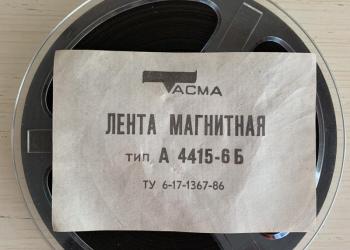 ТАСМА
ЛЕНТА МАГНИТНАЯ
тип А 4415-6Б
ТУ 6-17-1367-86